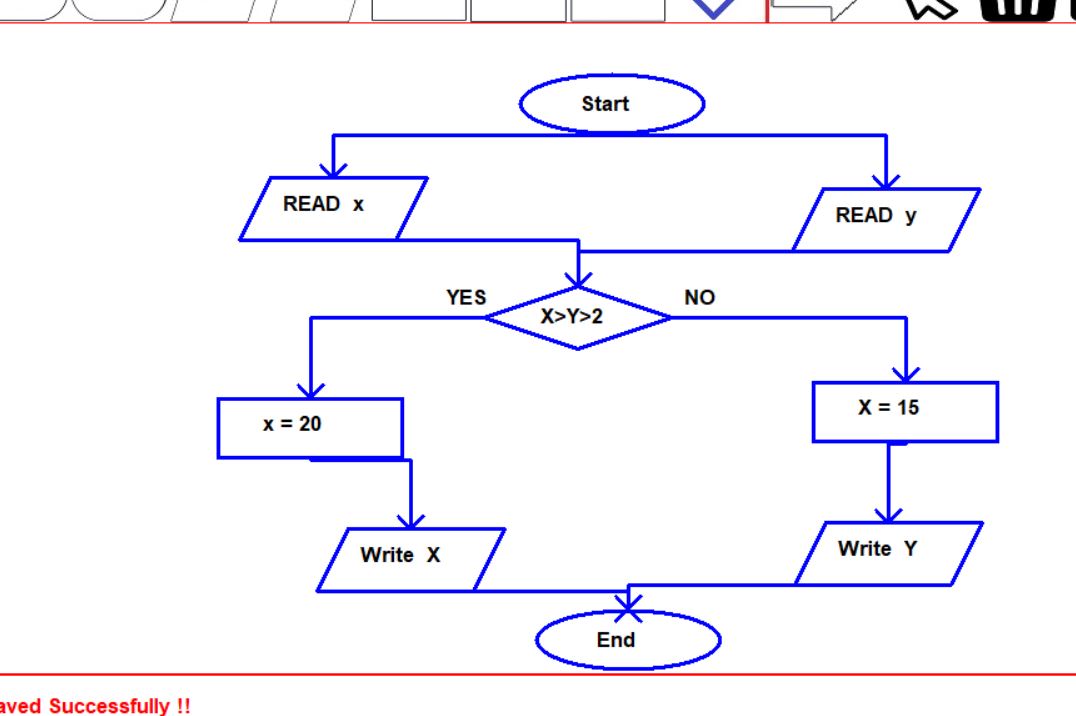 Start
READ x
READ y
YES
NO
X>Y>2
x = 20
X = 15
Write X
Write Y
End
aved Successfully !!